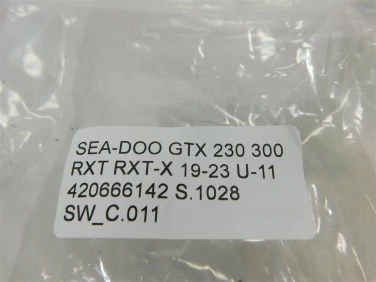 SEA-DOO GTX 230 300
RXT RXT-X 19-23 U-11
420666142 S.1028
SW_C.011